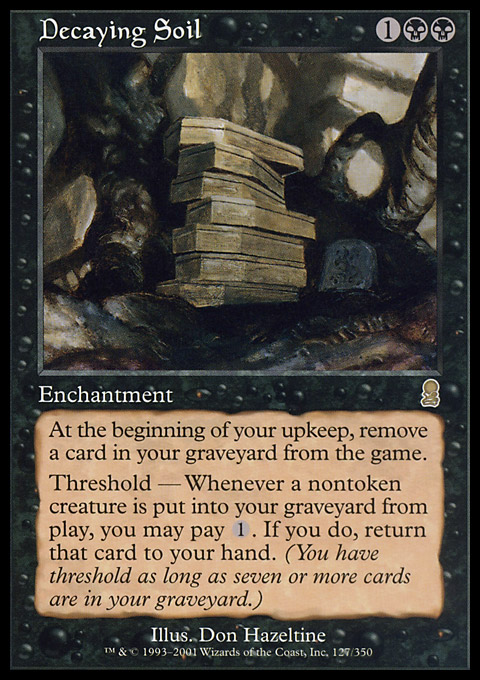 Decaying Soil 1
Enchantment
At the beginning of your upkeep, remove
a card in your graveyard from the game.
Threshold — Whenever a nontoken
creature is put into your graveyard from
play, you may pay 1. If you do, return
that card to your hand. (You have
threshold as long as seven or more cards
are in your graveyard.)
Illus. Don Hazeltine
™ & © 1993–2001 Wizards of the Coast, Inc. 127/350